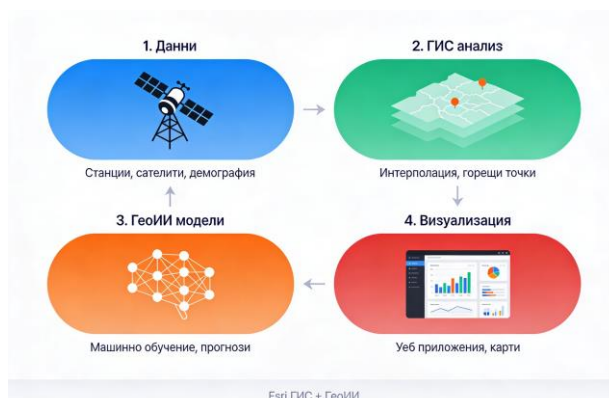 1. Данни
2. ГИС анализ
Станции, сателити, демография
Интерполация, горещи точки
3. ГеоИИ модели
4. Визуализация
Машинно обучение, прогнози
Уеб приложения, карти
Esri ГИС + ГеоИИ